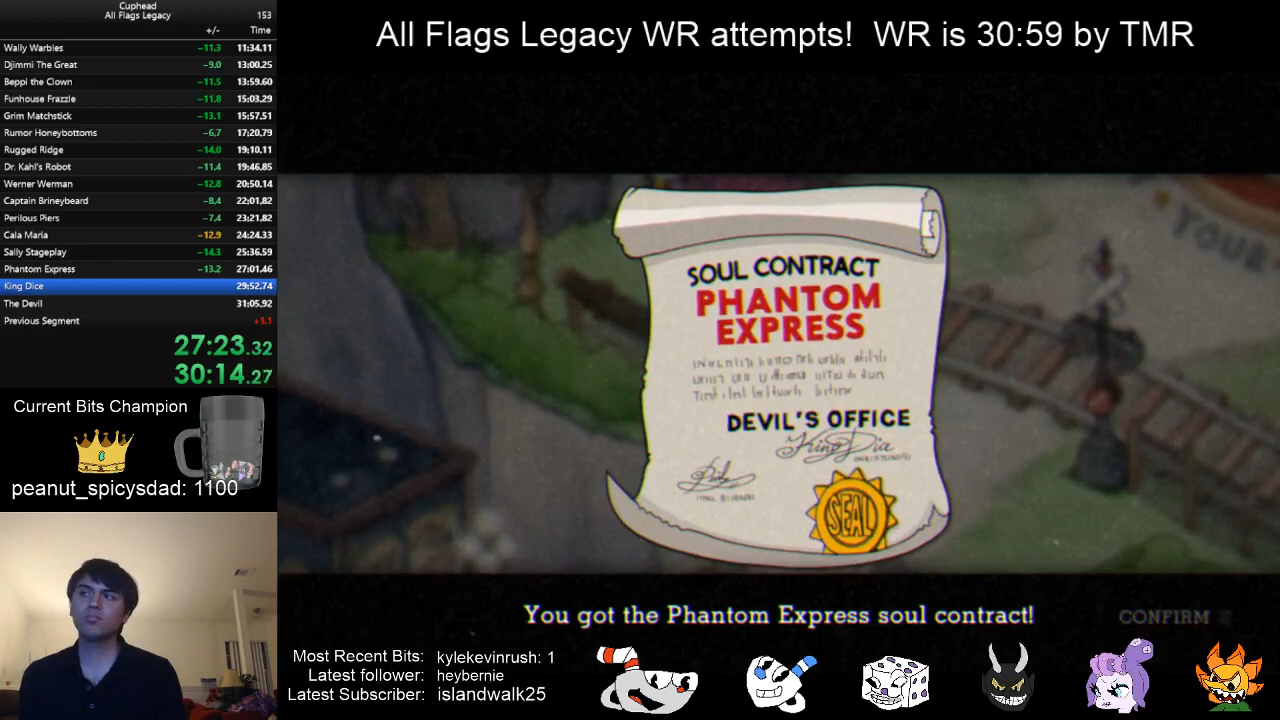 Cuphead
All Flags Legacy 153
+/- Time
Wally Warbles -11.3 11:34.11
Djimmi The Great -9.0 13:00.25
Beppi the Clown -11.5 13:59.60
Funhouse Frazzle -11.8 15:03.29
Grim Matchstick -13.1 15:57.51
Rumor Honeybottoms -6.7 17:20.79
Rugged Ridge -14.0 19:10.11
Dr. Kahl's Robot -11.4 19:46.85
Werner Werman -12.8 20:50.14
Captain Brineybeard -8.4 22:01.82
Perilous Piers -7.4 23:21.82
Cala Maria -12.9 24:24.33
Sally Stageplay -14.3 25:36.59
Phantom Express -13.2 27:01.46
King Dice 29:52.74
The Devil 31:05.92
Previous Segment +1.1
27:23.32
30:14.27
Current Bits Champion
peanut_spicysdad: 1100
All Flags Legacy WR attempts! WR is 30:59 by TMR
YOUR
SOUL CONTRACT
PHANTOM
EXPRESS
DEVIL'S OFFICE
King Dice
SEAL
You got the Phantom Express soul contract!
CONFIRM
Most Recent Bits: kylekevinrush: 1
Latest follower: heybernie
Latest Subscriber: islandwalk25